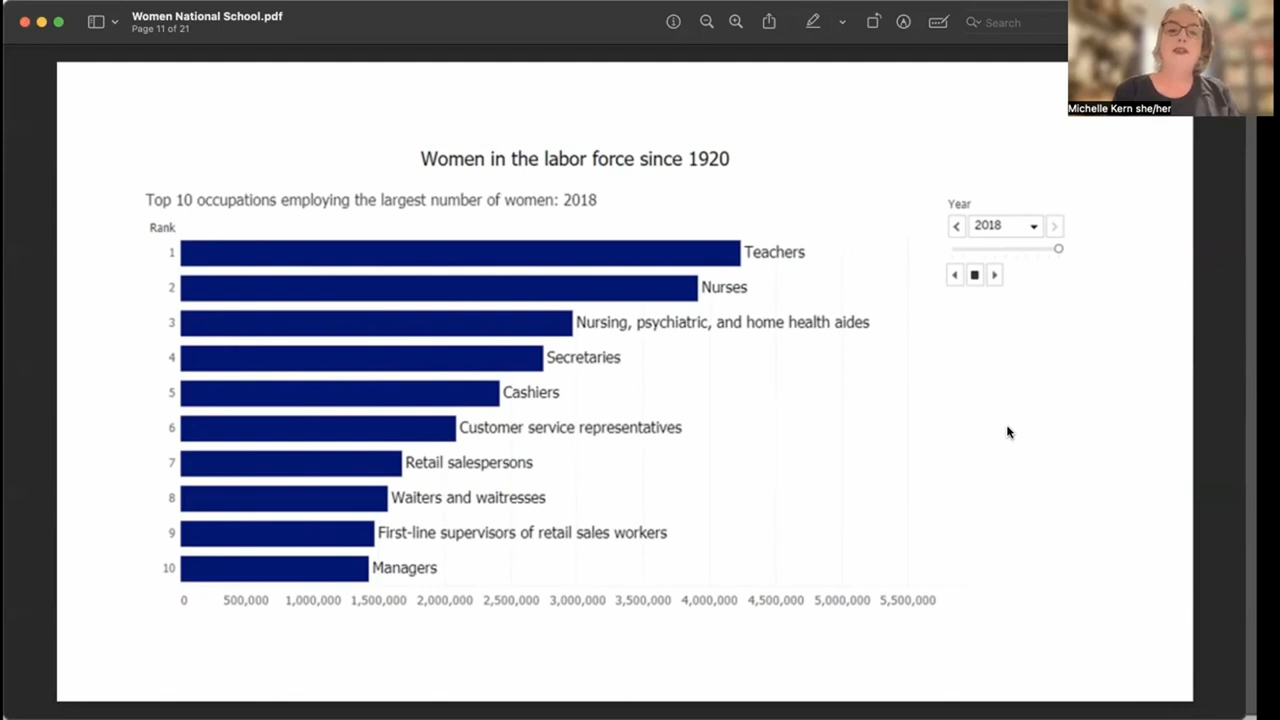 Women National School.pdf
Page 11 of 21
Search
Michelle Kern she/her
Women in the labor force since 1920
Top 10 occupations employing the largest number of women: 2018
Year
2018
Rank
1 Teachers
2 Nurses
3 Nursing, psychiatric, and home health aides
4 Secretaries
5 Cashiers
6 Customer service representatives
7 Retail salespersons
8 Waiters and waitresses
9 First-line supervisors of retail sales workers
10 Managers
0 500,000 1,000,000 1,500,000 2,000,000 2,500,000 3,000,000 3,500,000 4,000,000 4,500,000 5,000,000 5,500,000